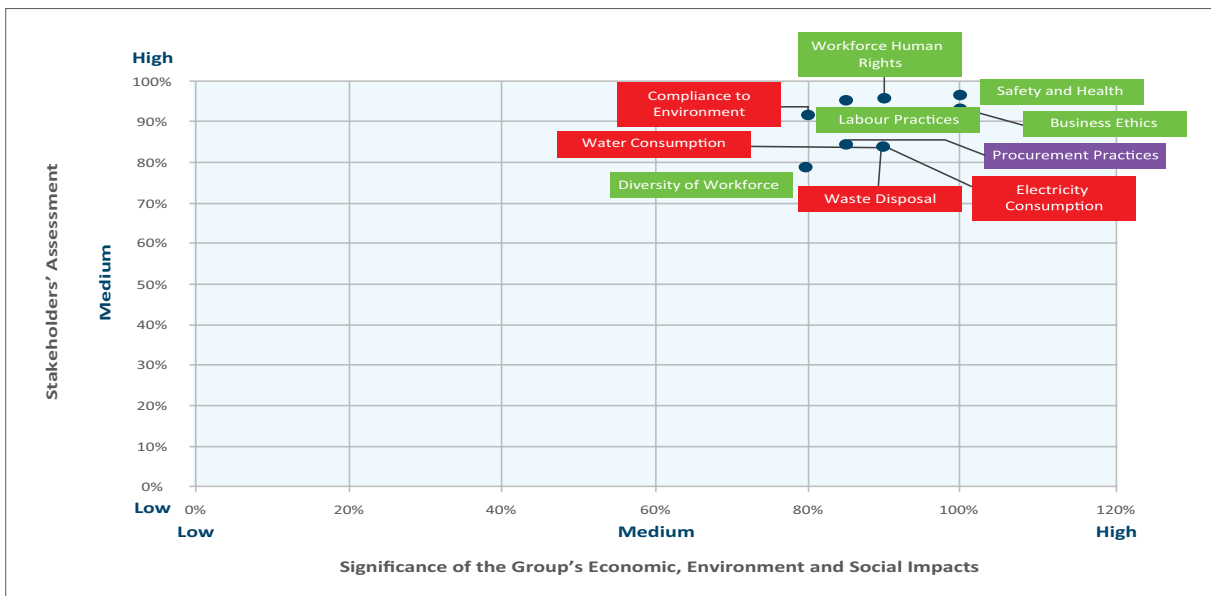 High
100%
90%
80%
70%
60%
50%
40%
30%
20%
10%
0%
Low
Medium
Stakeholders’ Assessment
Workforce Human
Rights
Compliance to
Environment
Safety and Health
Labour Practices
Business Ethics
Water Consumption
Procurement Practices
Diversity of Workforce
Waste Disposal
Electricity
Consumption
0%
20%
40%
60%
80%
100%
120%
Low
Medium
High
Significance of the Group’s Economic, Environment and Social Impacts